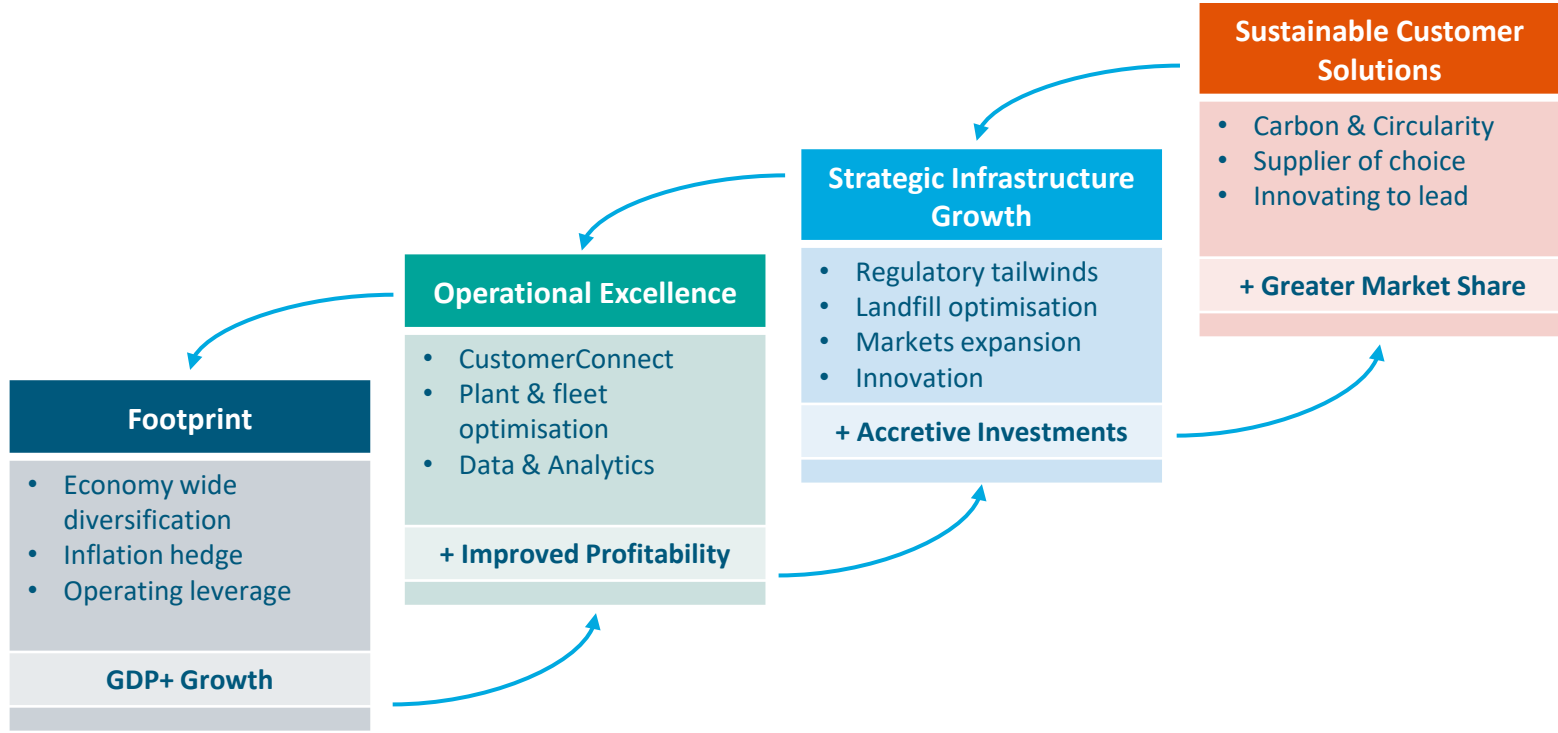 Footprint
• Economy wide
diversification
• Inflation hedge
• Operating leverage
GDP+ Growth
Operational Excellence
• CustomerConnect
• Plant & fleet
optimisation
• Data & Analytics
+ Improved Profitability
Strategic Infrastructure
Growth
• Regulatory tailwinds
• Landfill optimisation
• Markets expansion
• Innovation
+ Accretive Investments
Sustainable Customer
Solutions
• Carbon & Circularity
• Supplier of choice
• Innovating to lead
+ Greater Market Share